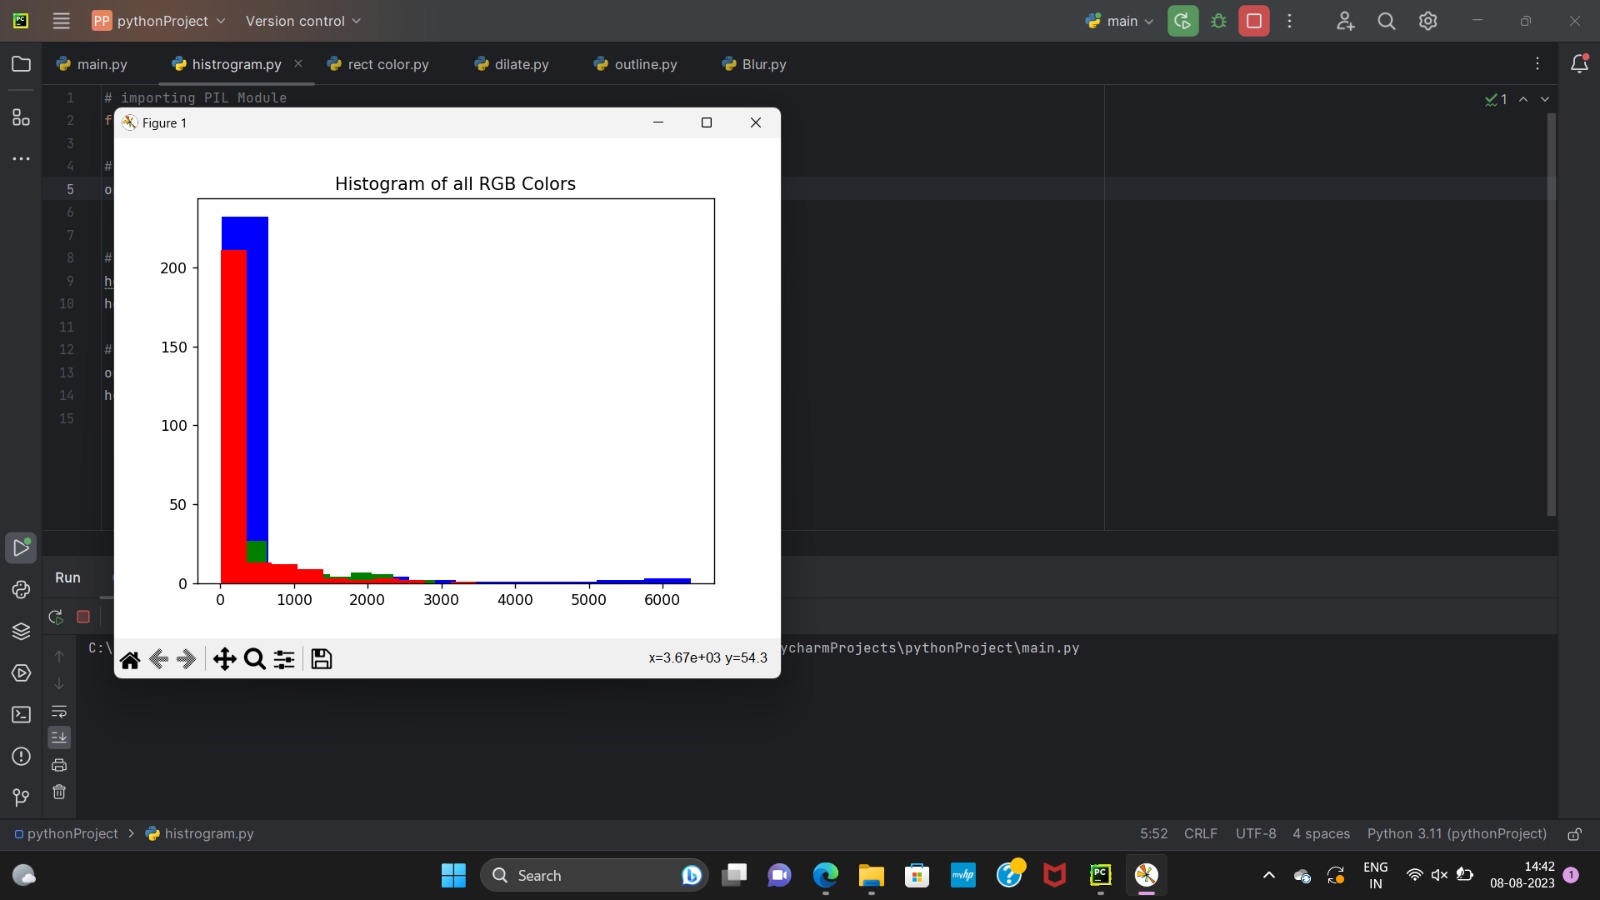 PC
PP pythonProject
Version control
main
main.py
histrogram.py
rect color.py
dilate.py
outline.py
Blur.py
1 # importing PIL Module
1
2 f
3
4 #
5 o
6
7
8 #
9 h
10 h
11
12 #
13 o
14 h
15
Figure 1
Histogram of all RGB Colors
200
150
100
50
0
0 1000 2000 3000 4000 5000 6000
x=3.67e+03 y=54.3
Run
C:\
ycharmProjects\pythonProject\main.py
pythonProject > histrogram.py
5:52 CRLF UTF-8 4 spaces Python 3.11 (pythonProject)
Search
myhp
PC
ENG
IN
14:42
08-08-2023
1